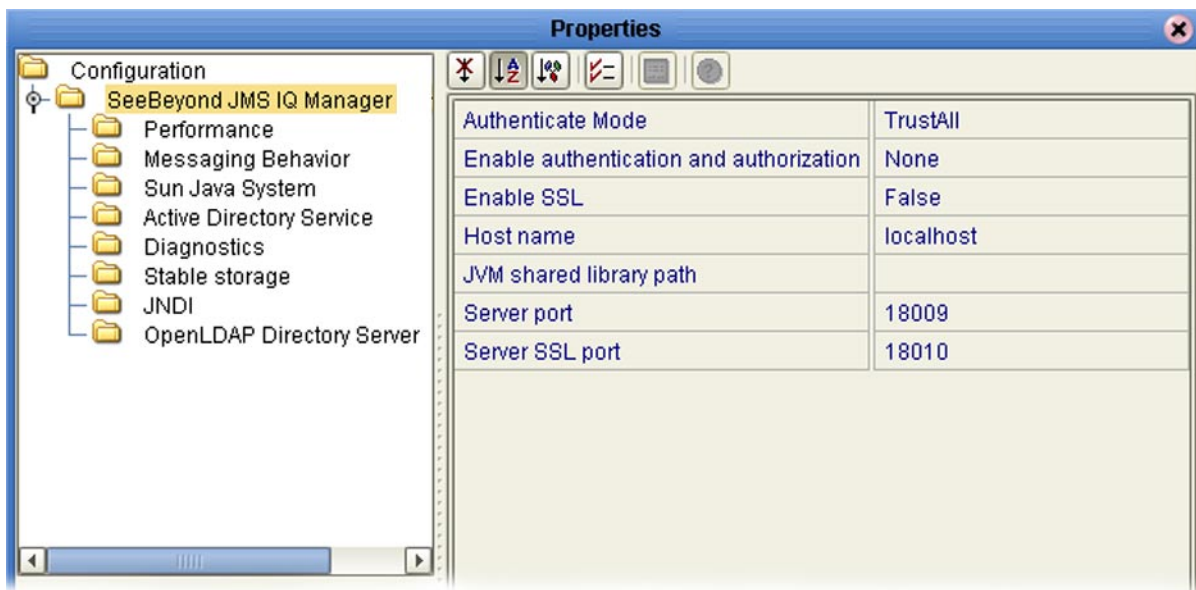 Properties
Configuration
SeeBeyond JMS IQ Manager
Performance
Messaging Behavior
Sun Java System
Active Directory Service
Diagnostics
Stable storage
JNDI
OpenLDAP Directory Server
Authenticate Mode TrustAll
Enable authentication and authorization None
Enable SSL False
Host name localhost
JVM shared library path
Server port 18009
Server SSL port 18010